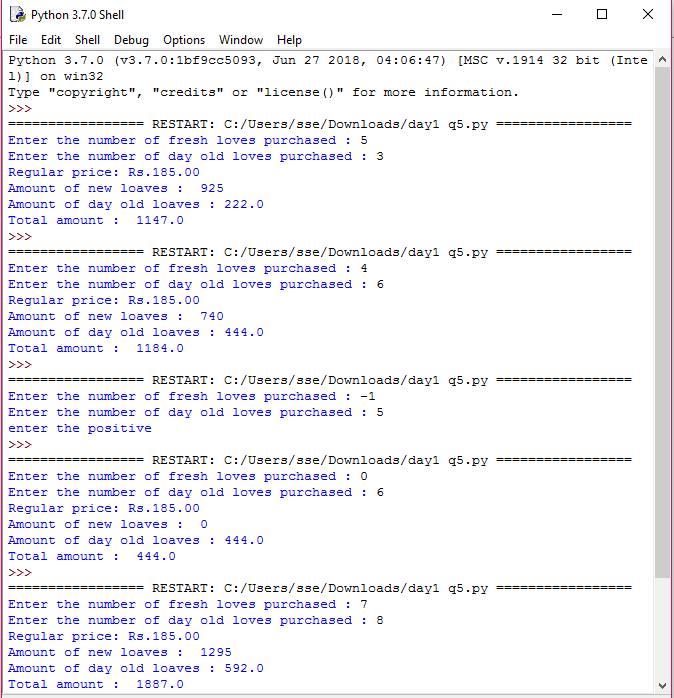 Python 3.7.0 Shell
File Edit Shell Debug Options Window Help
Python 3.7.0 (v3.7.0:1bf9cc5093, Jun 27 2018, 04:06:47) [MSC v.1914 32 bit (Inte
l)] on win32
Type "copyright", "credits" or "license()" for more information.
>>>
================= RESTART: C:/Users/sse/Downloads/day1 q5.py =================
Enter the number of fresh loves purchased : 5
Enter the number of day old loves purchased : 3
Regular price: Rs.185.00
Amount of new loaves :  925
Amount of day old loaves : 222.0
Total amount :  1147.0
>>>
================= RESTART: C:/Users/sse/Downloads/day1 q5.py =================
Enter the number of fresh loves purchased : 4
Enter the number of day old loves purchased : 6
Regular price: Rs.185.00
Amount of new loaves :  740
Amount of day old loaves : 444.0
Total amount :  1184.0
>>>
================= RESTART: C:/Users/sse/Downloads/day1 q5.py =================
Enter the number of fresh loves purchased : -1
Enter the number of day old loves purchased : 5
enter the positive
>>>
================= RESTART: C:/Users/sse/Downloads/day1 q5.py =================
Enter the number of fresh loves purchased : 0
Enter the number of day old loves purchased : 6
Regular price: Rs.185.00
Amount of new loaves :  0
Amount of day old loaves : 444.0
Total amount :  444.0
>>>
================= RESTART: C:/Users/sse/Downloads/day1 q5.py =================
Enter the number of fresh loves purchased : 7
Enter the number of day old loves purchased : 8
Regular price: Rs.185.00
Amount of new loaves :  1295
Amount of day old loaves : 592.0
Total amount :  1887.0